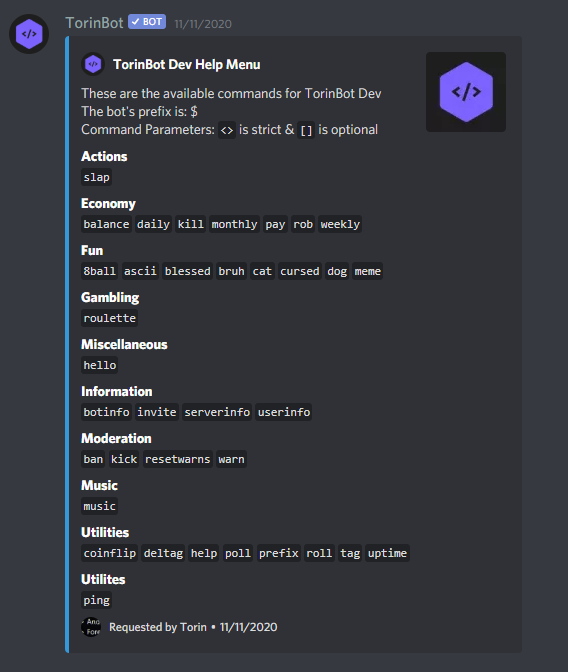 TorinBot ✓ BOT 11/11/2020
</> TorinBot Dev Help Menu
These are the available commands for TorinBot Dev
The bot's prefix is: $
Command Parameters: <> is strict & [] is optional
</>
Actions
slap
Economy
balance daily kill monthly pay rob weekly
Fun
8ball ascii blessed bruh cat cursed dog meme
Gambling
roulette
Miscellaneous
hello
Information
botinfo invite serverinfo userinfo
Moderation
ban kick resetwarns warn
Music
music
Utilities
coinflip deltag help poll prefix roll tag uptime
Utilites
ping
Requested by Torin • 11/11/2020